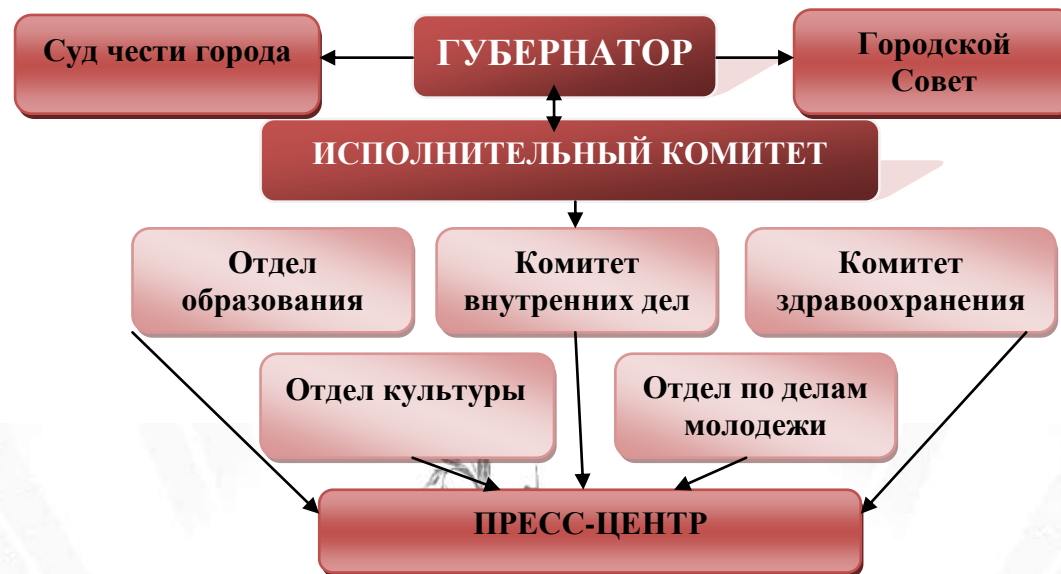 Суд чести города
ГУБЕРНАТОР
Городской
Совет
ИСПОЛНИТЕЛЬНЫЙ КОМИТЕТ
Отдел
образования
Комитет
внутренних дел
Комитет
здравоохранения
Отдел культуры
Отдел по делам
молодежи
ПРЕСС-ЦЕНТР